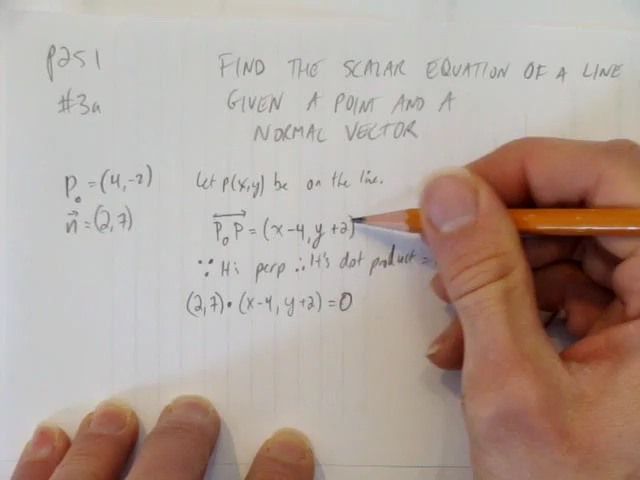 p251
#3a
FIND THE SCALAR EQUATION OF A LINE
GIVEN A POINT AND A
NORMAL VECTOR
P₀ = (4,-2)
n⃗ = (2,7)
Let p(x,y) be on the line.
P₀P = (x-4, y+2)
∵ it's perp ∴ it's dot product =
(2,7)•(x-4, y+2) = 0